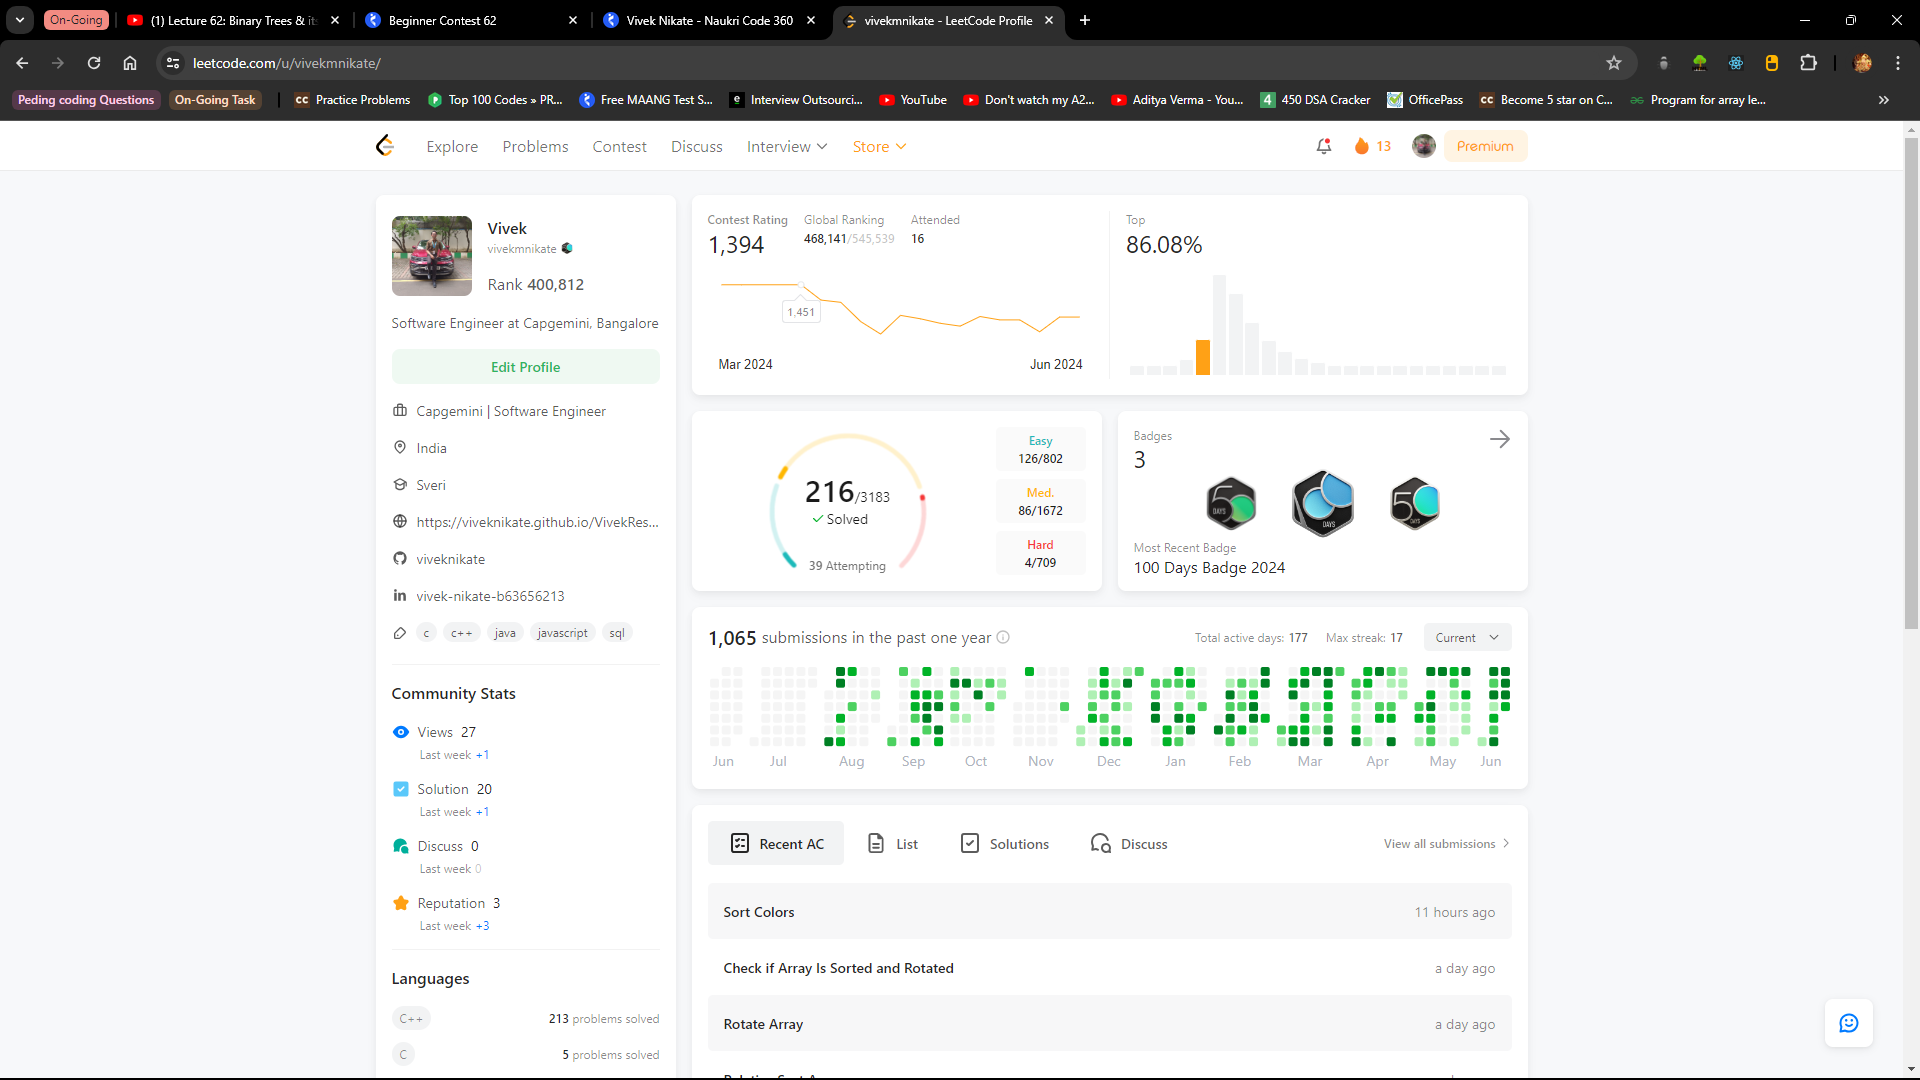 On-Going
(1) Lecture 62: Binary Trees & its
Beginner Contest 62
Vivek Nikate - Naukri Code 360
vivekmnikate - LeetCode Profile
leetcode.com/u/vivekmnikate/
Peding coding Questions
On-Going Task
Practice Problems
Top 100 Codes » PR...
Free MAANG Test S...
Interview Outsourci...
YouTube
Don't watch my A2...
Aditya Verma - You...
450 DSA Cracker
OfficePass
Become 5 star on C...
Program for array le...
Explore
Problems
Contest
Discuss
Interview
Store
13
Premium
Vivek
vivekmnikate
Rank 400,812
Software Engineer at Capgemini, Bangalore
Edit Profile
Capgemini | Software Engineer
India
Sveri
https://viveknikate.github.io/VivekRes...
viveknikate
vivek-nikate-b63656213
c c++ java javascript sql
Community Stats
Views 27
Last week +1
Solution 20
Last week +1
Discuss 0
Last week 0
Reputation 3
Last week +3
Languages
C++ 213 problems solved
C 5 problems solved
Contest Rating
1,394
Global Ranking
468,141/545,539
Attended
16
1,451
Mar 2024
Jun 2024
Top
86.08%
216/3183
Solved
39 Attempting
Easy
126/802
Med.
86/1672
Hard
4/709
Badges
3
50 DAYS
100 DAYS
50 DAYS
Most Recent Badge
100 Days Badge 2024
1,065 submissions in the past one year
Total active days: 177
Max streak: 17
Current
Jun Jul Aug Sep Oct Nov Dec Jan Feb Mar Apr May Jun
Recent AC
List
Solutions
Discuss
View all submissions
Sort Colors 11 hours ago
Check if Array Is Sorted and Rotated a day ago
Rotate Array a day ago